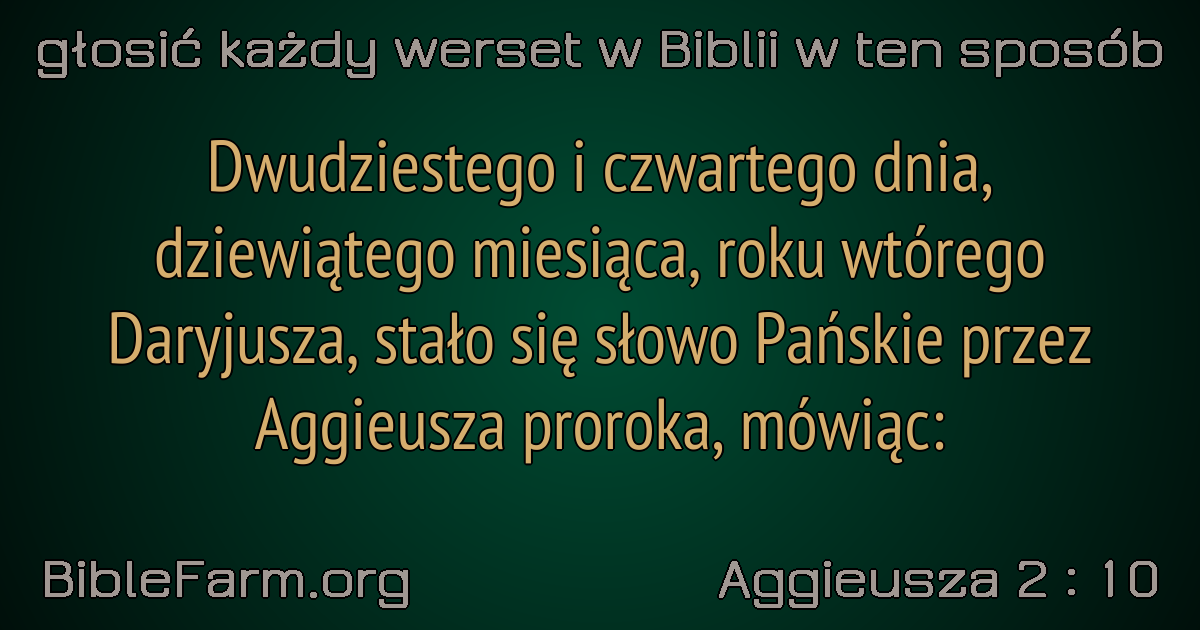 głosić każdy werset w Biblii w ten sposób
Dwudziestego i czwartego dnia,
dziewiątego miesiąca, roku wtórego
Daryjusza, stało się słowo Pańskie przez
Aggieusza proroka, mówiąc:
BibleFarm.org
Aggieusza 2 : 10